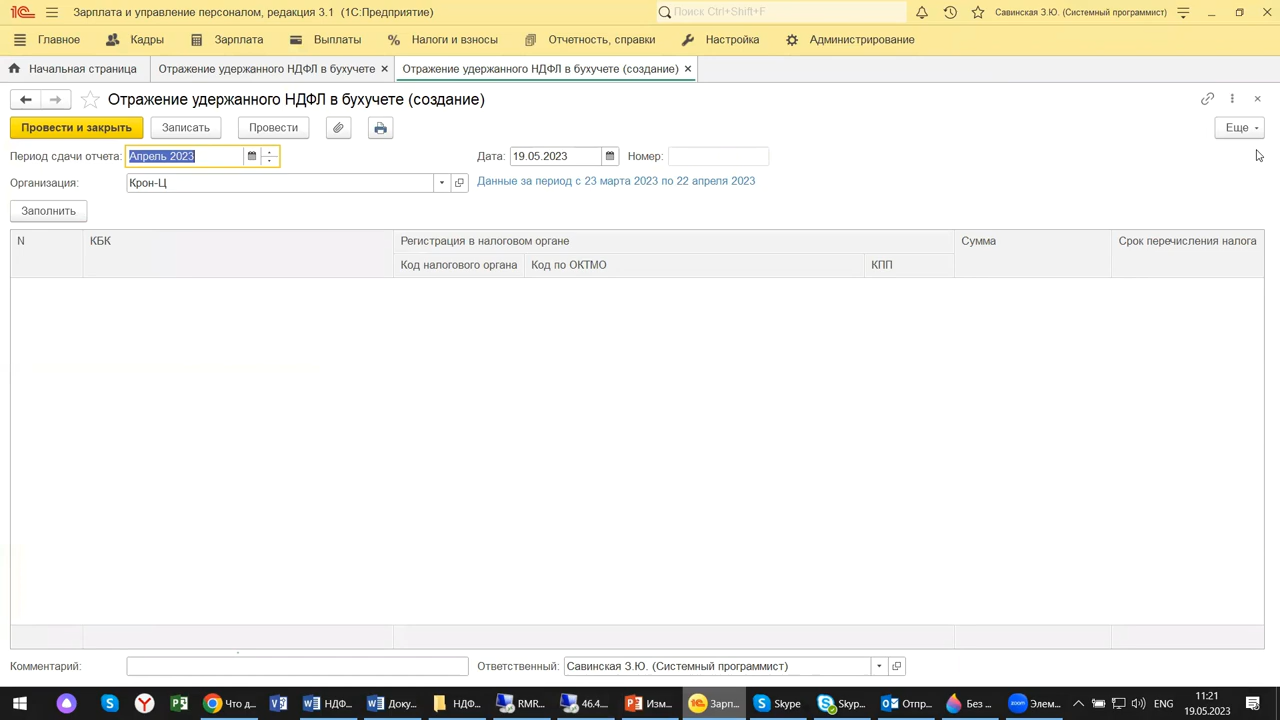 Зарплата и управление персоналом, редакция 3.1 (1С:Предприятие)
Поиск Ctrl+Shift+F
Савинская З.Ю. (Системный программист)
Главное Кадры Зарплата Выплаты Налоги и взносы Отчетность, справки Настройка Администрирование
Начальная страница Отражение удержанного НДФЛ в бухучете Отражение удержанного НДФЛ в бухучете (создание)
Отражение удержанного НДФЛ в бухучете (создание)
Провести и закрыть Записать Провести Еще
Период сдачи отчета: Апрель 2023 Дата: 19.05.2023 Номер:
Организация: Крон-Ц Данные за период с 23 марта 2023 по 22 апреля 2023
Заполнить
N КБК Регистрация в налоговом органе Сумма Срок перечисления налога
Код налогового органа Код по ОКТМО КПП
Комментарий: Ответственный: Савинская З.Ю. (Системный программист)
Что д... НДФ... Доку... НДФ... RMR... 46.4... Изм... Зарп... Skype Skyp... Отпр... Без ... Элем... ENG 11:21
19.05.2023